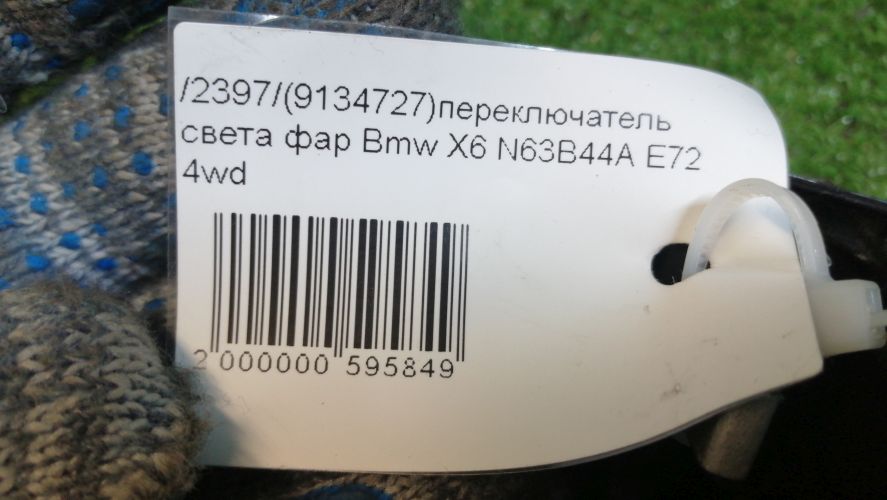 /2397/(9134727)переключатель
света фар Bmw X6 N63B44A E72
4wd
2 000000 595849